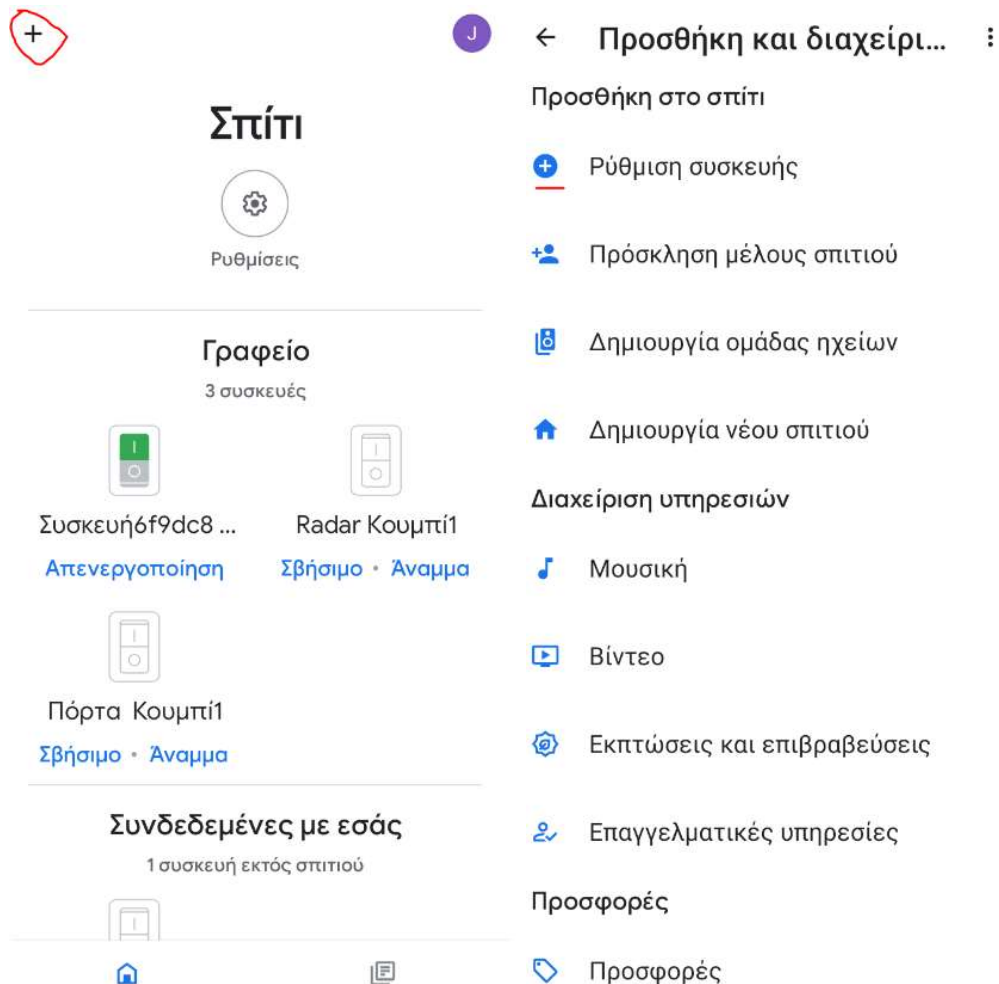 J
Σπίτι
Ρυθμίσεις
Γραφείο
3 συσκευές
Συσκευή6f9dc8 ...
Απενεργοποίηση
Radar Κουμπί1
Σβήσιμο • Άναμμα
Πόρτα Κουμπί1
Σβήσιμο • Άναμμα
Συνδεδεμένες με εσάς
1 συσκευή εκτός σπιτιού
Προσθήκη και διαχείρι...
Προσθήκη στο σπίτι
Ρύθμιση συσκευής
Πρόσκληση μέλους σπιτιού
Δημιουργία ομάδας ηχείων
Δημιουργία νέου σπιτιού
Διαχείριση υπηρεσιών
Μουσική
Βίντεο
Εκπτώσεις και επιβραβεύσεις
Επαγγελματικές υπηρεσίες
Προσφορές
Προσφορές